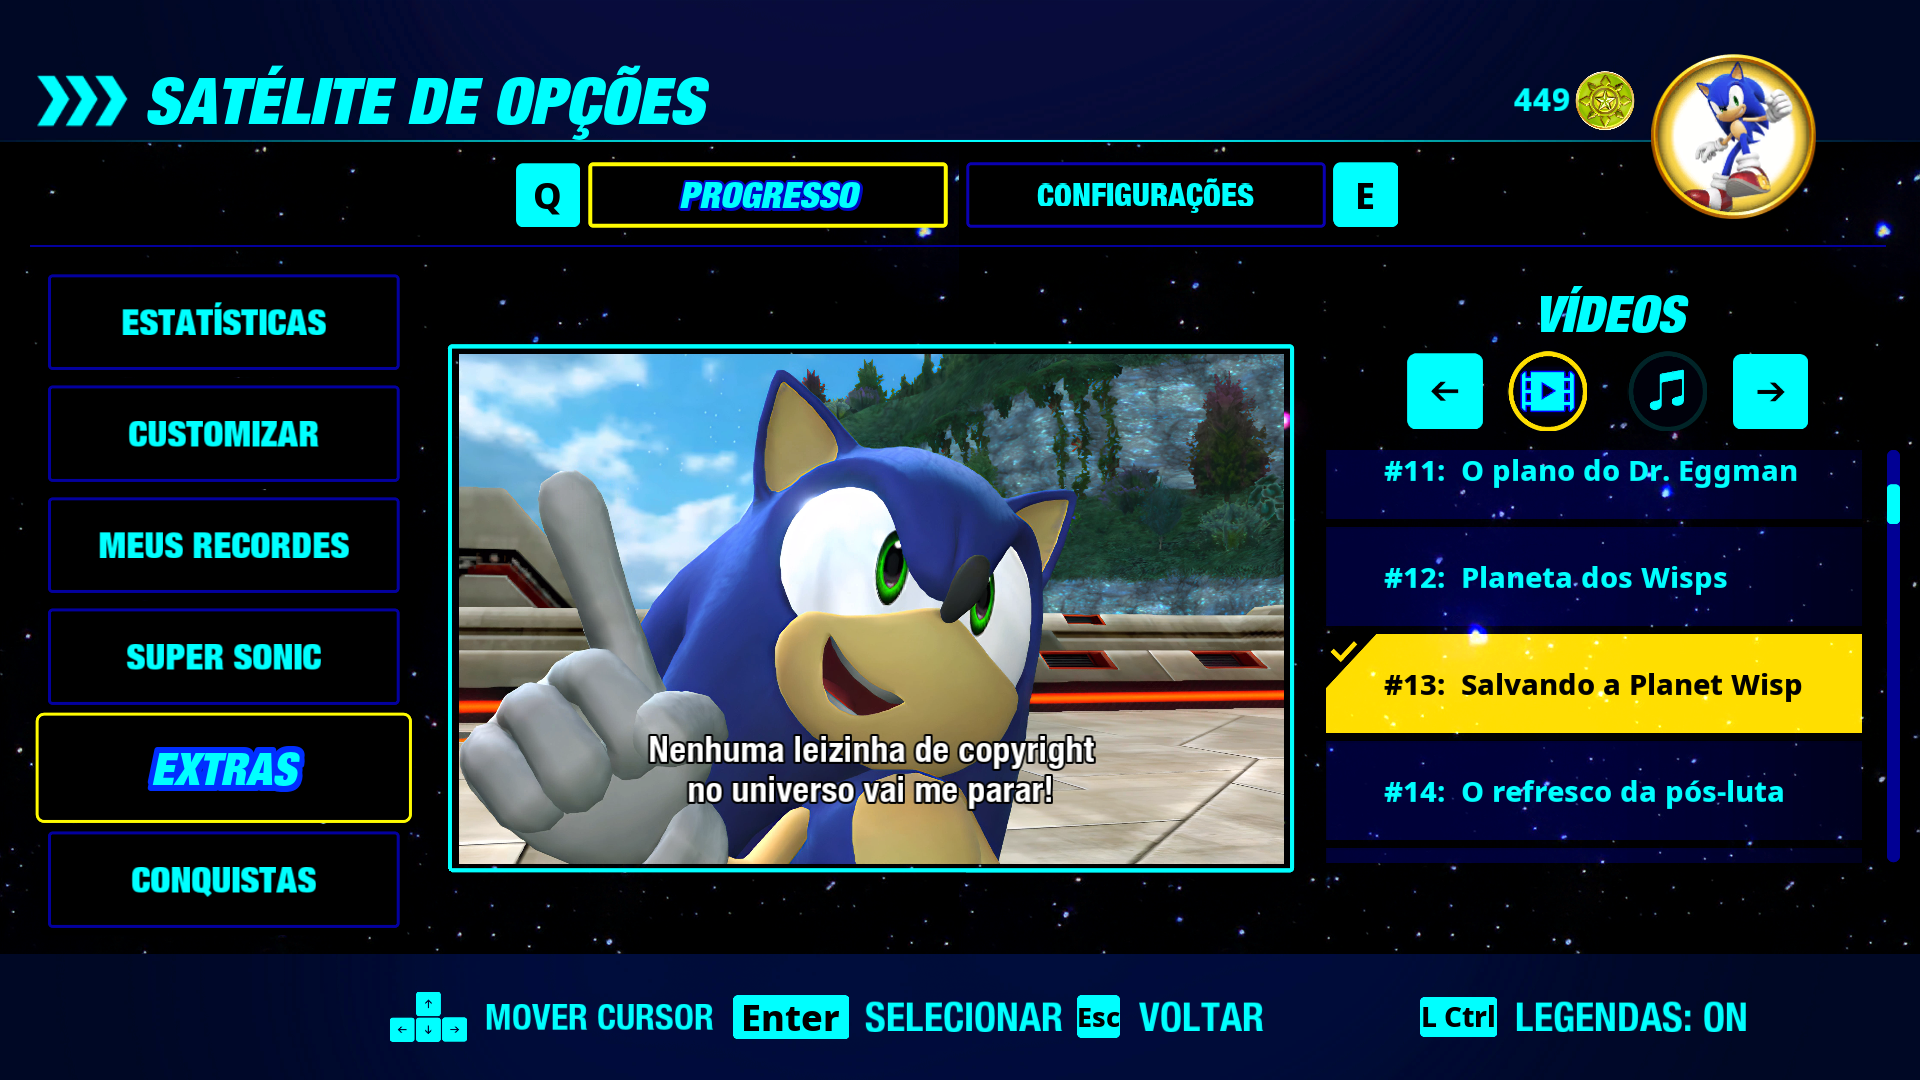 SATÉLITE DE OPÇÕES
449
Q
PROGRESSO
CONFIGURAÇÕES
E
ESTATÍSTICAS
CUSTOMIZAR
MEUS RECORDES
SUPER SONIC
EXTRAS
CONQUISTAS
Nenhuma leizinha de copyright
no universo vai me parar!
VÍDEOS
#11: O plano do Dr. Eggman
#12: Planeta dos Wisps
#13: Salvando a Planet Wisp
#14: O refresco da pós-luta
MOVER CURSOR
Enter SELECIONAR
Esc VOLTAR
L Ctrl LEGENDAS: ON